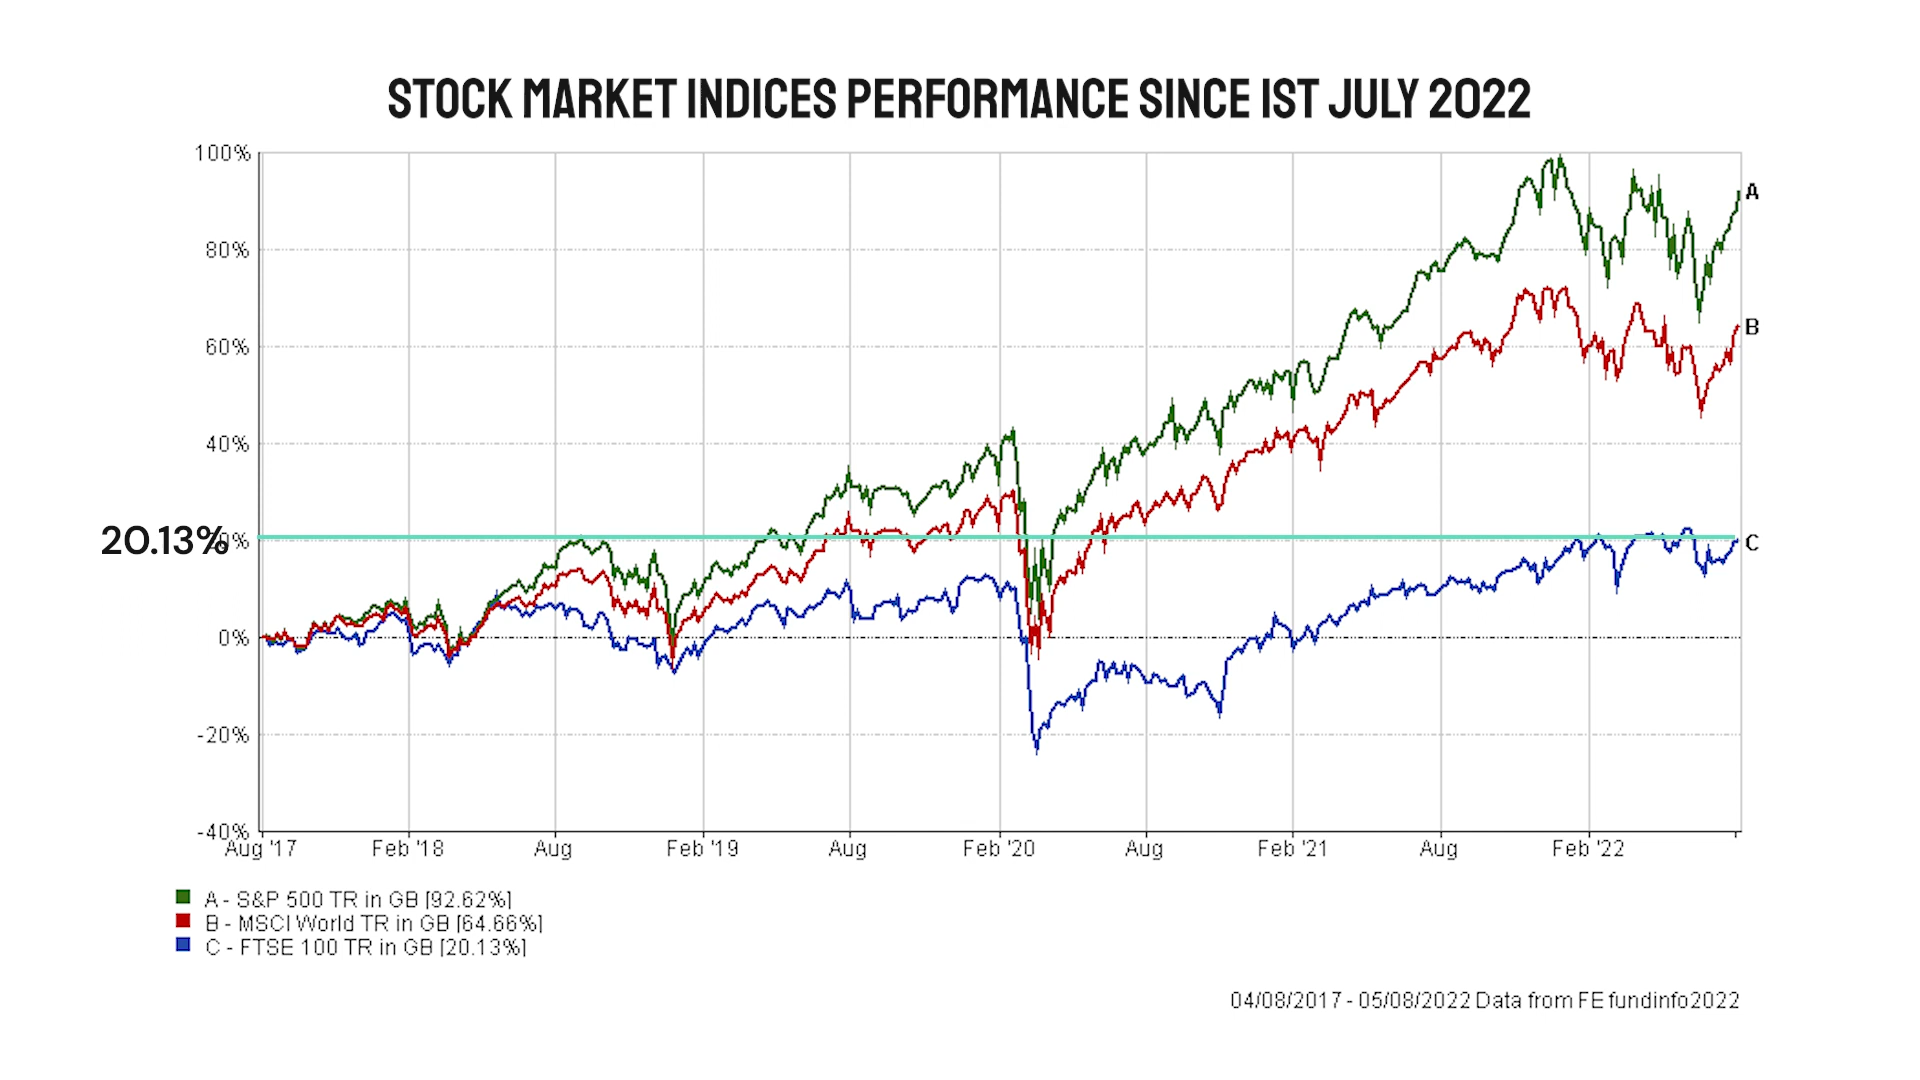 STOCK MARKET INDICES PERFORMANCE SINCE 1ST JULY 2022
100%
80%
60%
40%
20.13%
0%
-20%
-40%
A
B
C
Aug '17 Feb '18 Aug Feb '19 Aug Feb '20 Aug Feb '21 Aug Feb '22
A - S&P 500 TR in GB [92.62%]
B - MSCI World TR in GB [64.66%]
C - FTSE 100 TR in GB [20.13%]
04/08/2017 - 05/08/2022 Data from FE fundinfo2022